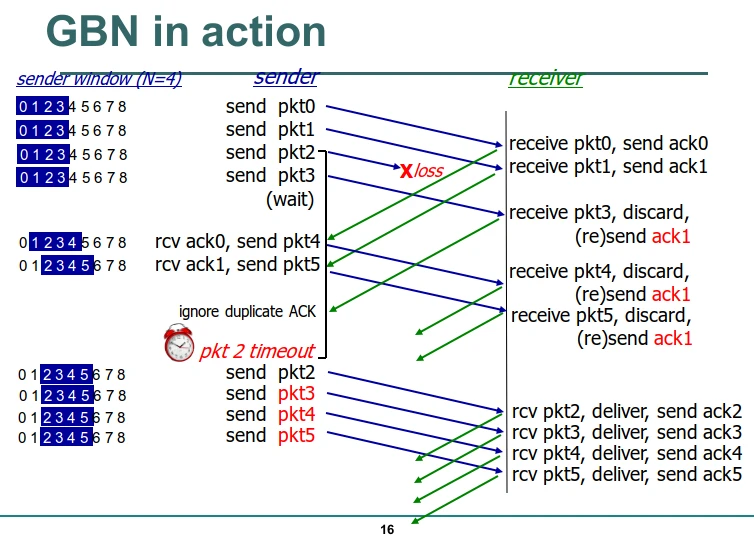 GBN in action
sender window (N=4) sender receiver
0 1 2 3 4 5 6 7 8 send pkt0
0 1 2 3 4 5 6 7 8 send pkt1
0 1 2 3 4 5 6 7 8 send pkt2
0 1 2 3 4 5 6 7 8 send pkt3
(wait)
X loss
receive pkt0, send ack0
receive pkt1, send ack1
receive pkt3, discard,
(re)send ack1
0 1 2 3 4 5 6 7 8 rcv ack0, send pkt4
0 1 2 3 4 5 6 7 8 rcv ack1, send pkt5
receive pkt4, discard,
(re)send ack1
receive pkt5, discard,
(re)send ack1
ignore duplicate ACK
pkt 2 timeout
0 1 2 3 4 5 6 7 8 send pkt2
0 1 2 3 4 5 6 7 8 send pkt3
0 1 2 3 4 5 6 7 8 send pkt4
0 1 2 3 4 5 6 7 8 send pkt5
rcv pkt2, deliver, send ack2
rcv pkt3, deliver, send ack3
rcv pkt4, deliver, send ack4
rcv pkt5, deliver, send ack5
16